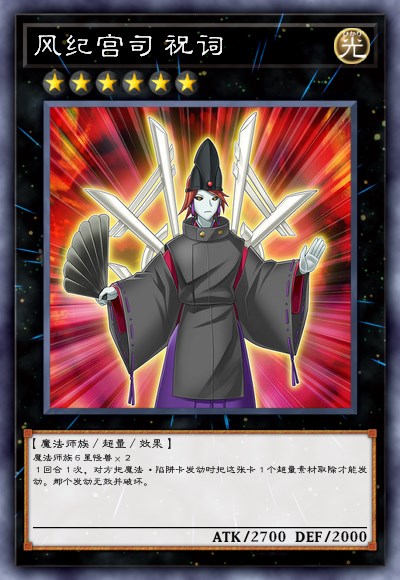 风纪宫司 祝词
光
【魔法师族／超量／效果】
魔法师族６星怪兽×２
１回合１次，对方把魔法·陷阱卡发动时把这张卡１个超量素材取除才能发
动。那个发动无效并破坏。
ATK/2700 DEF/2000